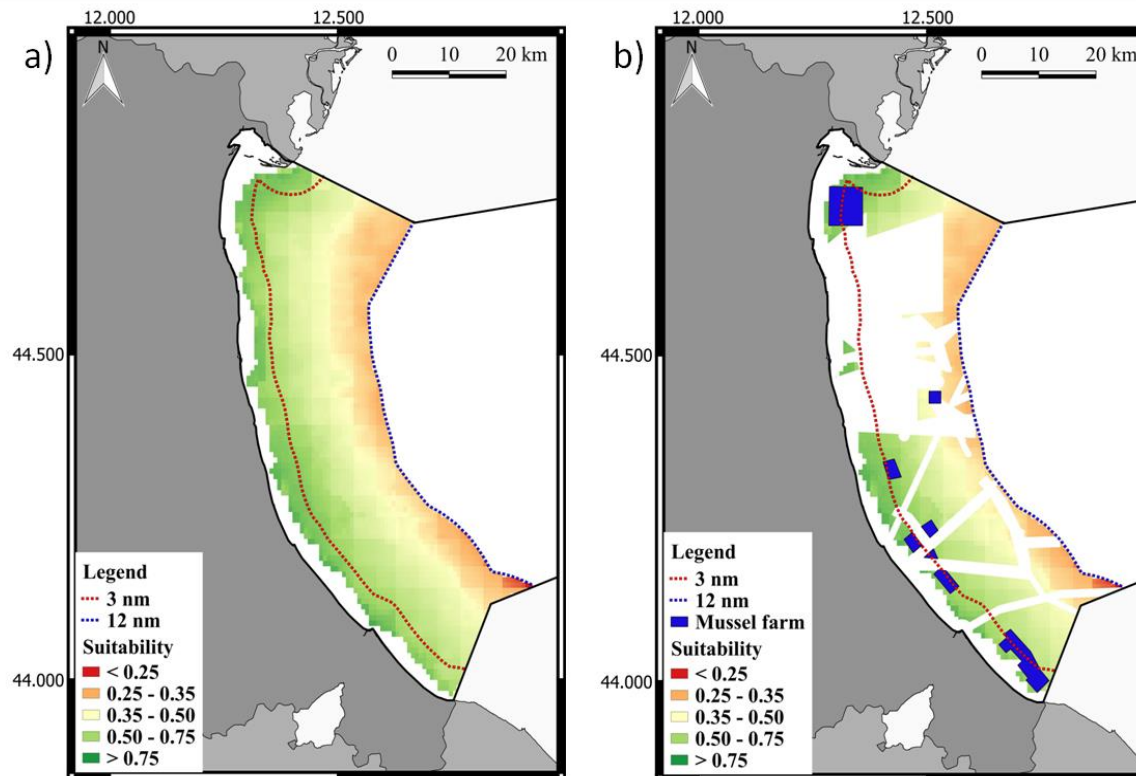 12.000 12.500
a)
N
0 10 20 km
44.500
44.000
Legend
3 nm
12 nm
Suitability
< 0.25
0.25 - 0.35
0.35 - 0.50
0.50 - 0.75
> 0.75
12.000 12.500
b)
N
0 10 20 km
44.500
44.000
Legend
3 nm
12 nm
Mussel farm
Suitability
< 0.25
0.25 - 0.35
0.35 - 0.50
0.50 - 0.75
> 0.75